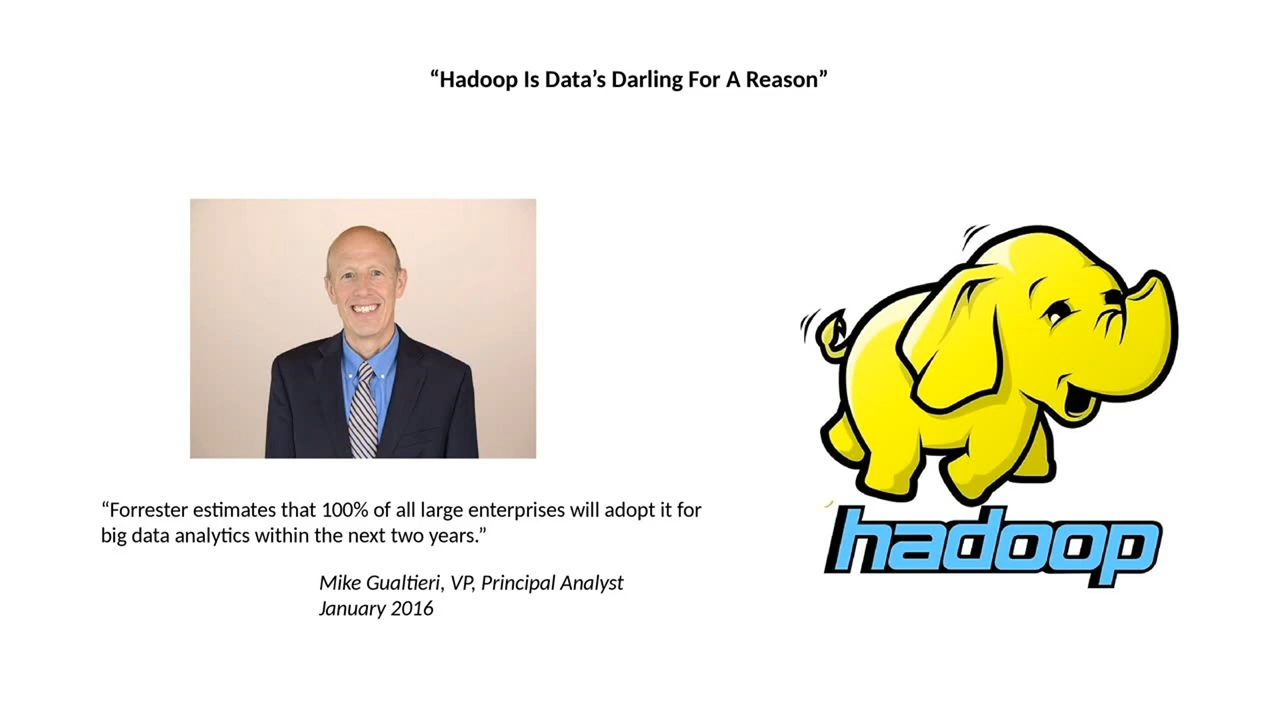 “Hadoop Is Data’s Darling For A Reason”
“Forrester estimates that 100% of all large enterprises will adopt it for
big data analytics within the next two years.”
Mike Gualtieri, VP, Principal Analyst
January 2016
hadoop